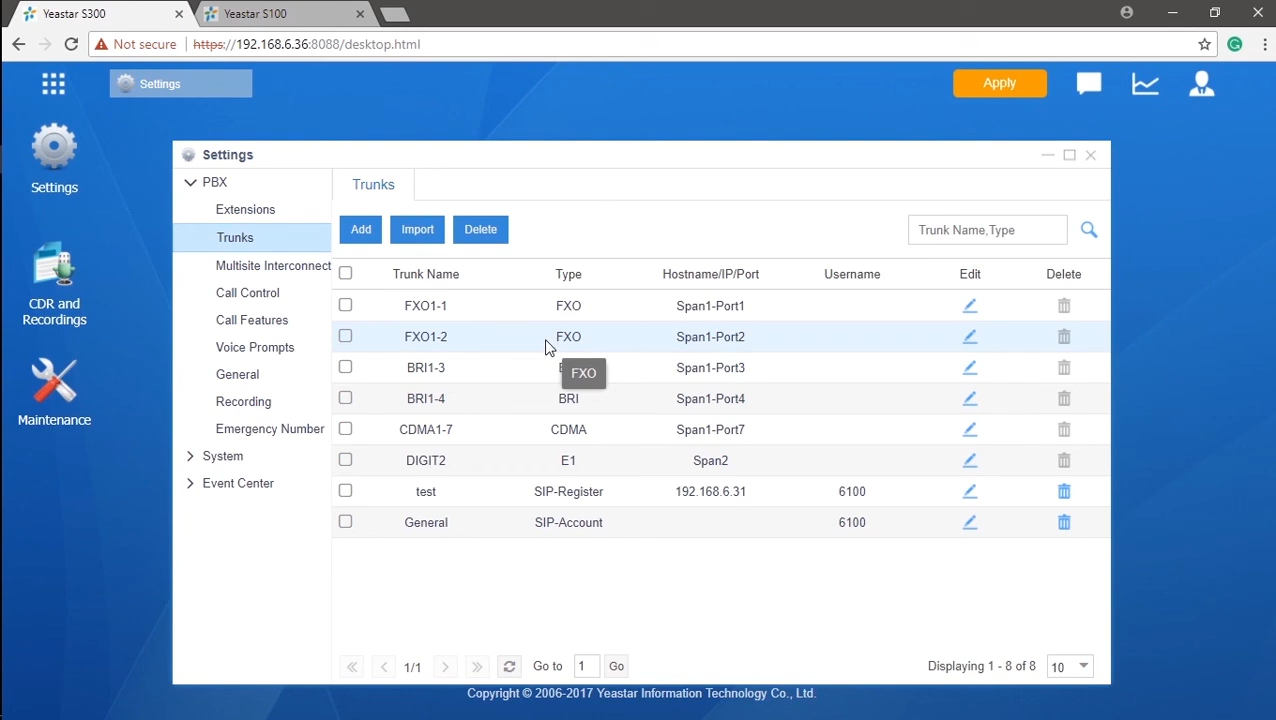 Yeastar S300
Yeastar S100
Not secure
https://192.168.6.36:8088/desktop.html
Settings
Apply
Settings
CDR and
Recordings
Maintenance
Settings
PBX
Extensions
Trunks
Multisite Interconnect
Call Control
Call Features
Voice Prompts
General
Recording
Emergency Number
System
Event Center
Trunks
Add Import Delete
Trunk Name,Type
Trunk Name Type Hostname/IP/Port Username Edit Delete
FXO1-1 FXO Span1-Port1
FXO1-2 FXO Span1-Port2
BRI1-3 Span1-Port3
FXO
BRI1-4 BRI Span1-Port4
CDMA1-7 CDMA Span1-Port7
DIGIT2 E1 Span2
test SIP-Register 192.168.6.31 6100
General SIP-Account 6100
1/1 Go to 1 Go Displaying 1 - 8 of 8 10
Copyright © 2006-2017 Yeastar Information Technology Co., Ltd.